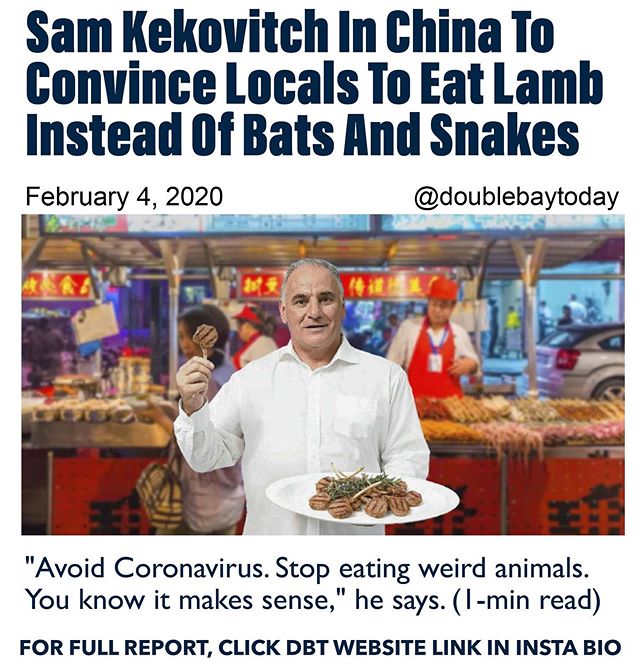 Sam Kekovitch In China To
Convince Locals To Eat Lamb
Instead Of Bats And Snakes
February 4, 2020 @doublebaytoday
"Avoid Coronavirus. Stop eating weird animals.
You know it makes sense," he says. (1-min read)
FOR FULL REPORT, CLICK DBT WEBSITE LINK IN INSTA BIO